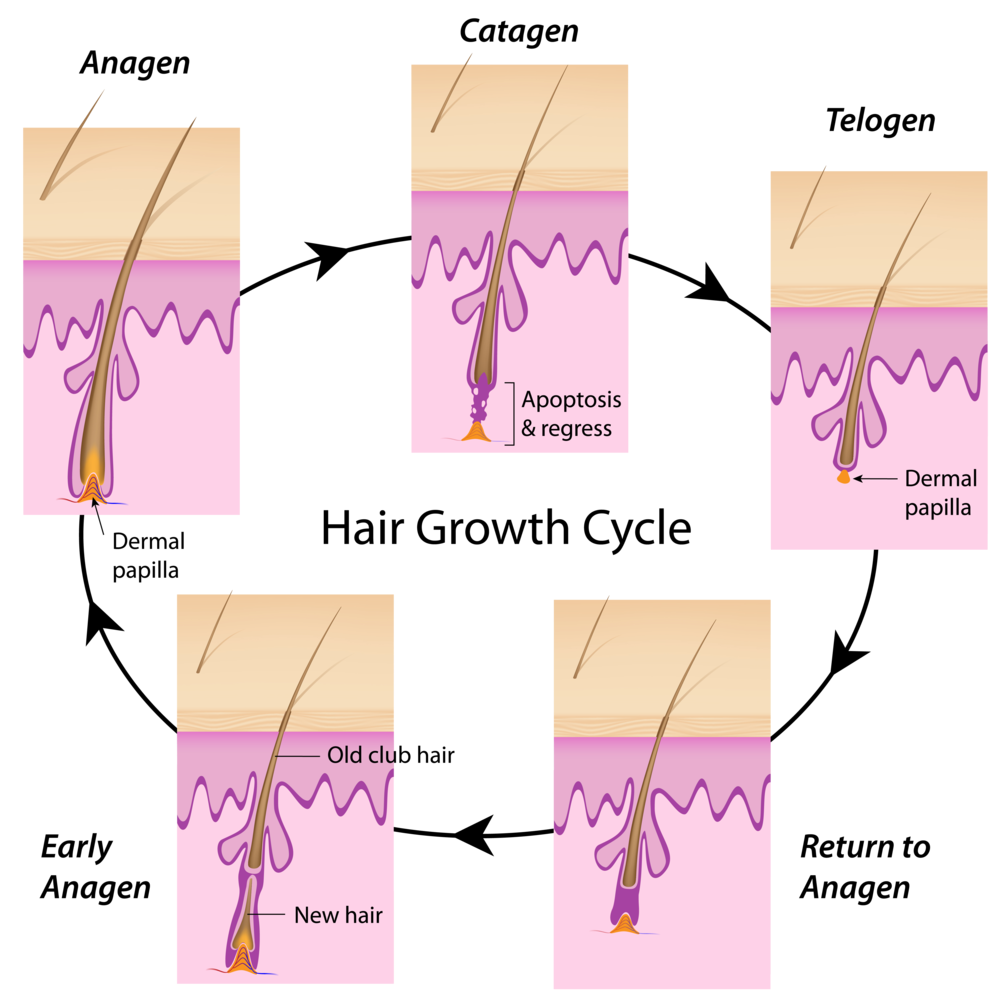 Catagen
Anagen
Telogen
Apoptosis
& regress
Dermal
papilla
Hair Growth Cycle
Dermal
papilla
Old club hair
Early
Anagen
Return to
Anagen
New hair